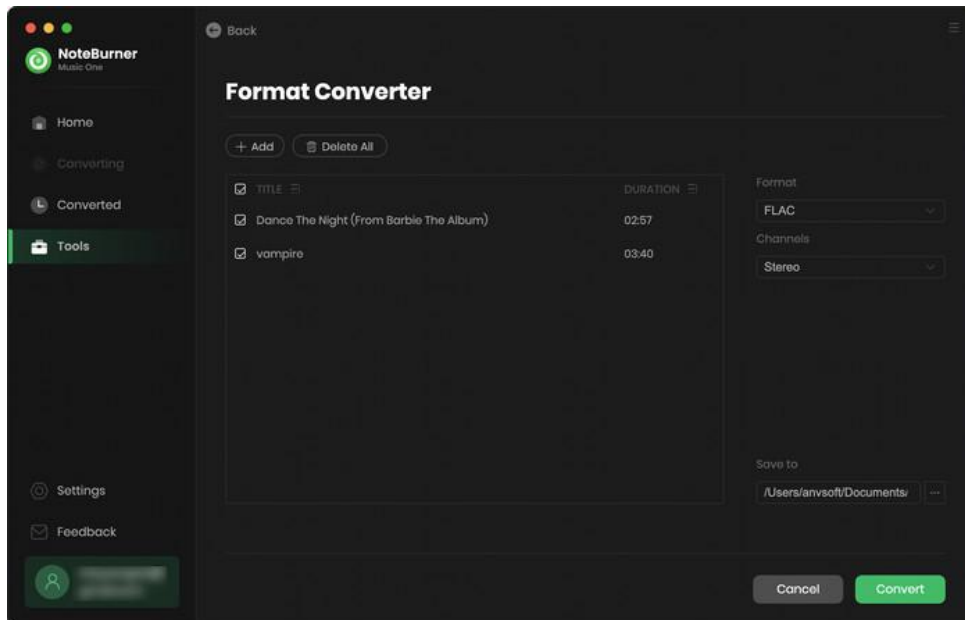 NoteBurner
Music One
Home
Converting
Converted
Tools
Settings
Feedback
Back
Format Converter
+ Add
Delete All
TITLE
DURATION
Dance The Night (From Barbie The Album)
02:57
vampire
03:40
Format
FLAC
Channels
Stereo
Save to
/Users/anvsoft/Documents/
...
Cancel
Convert